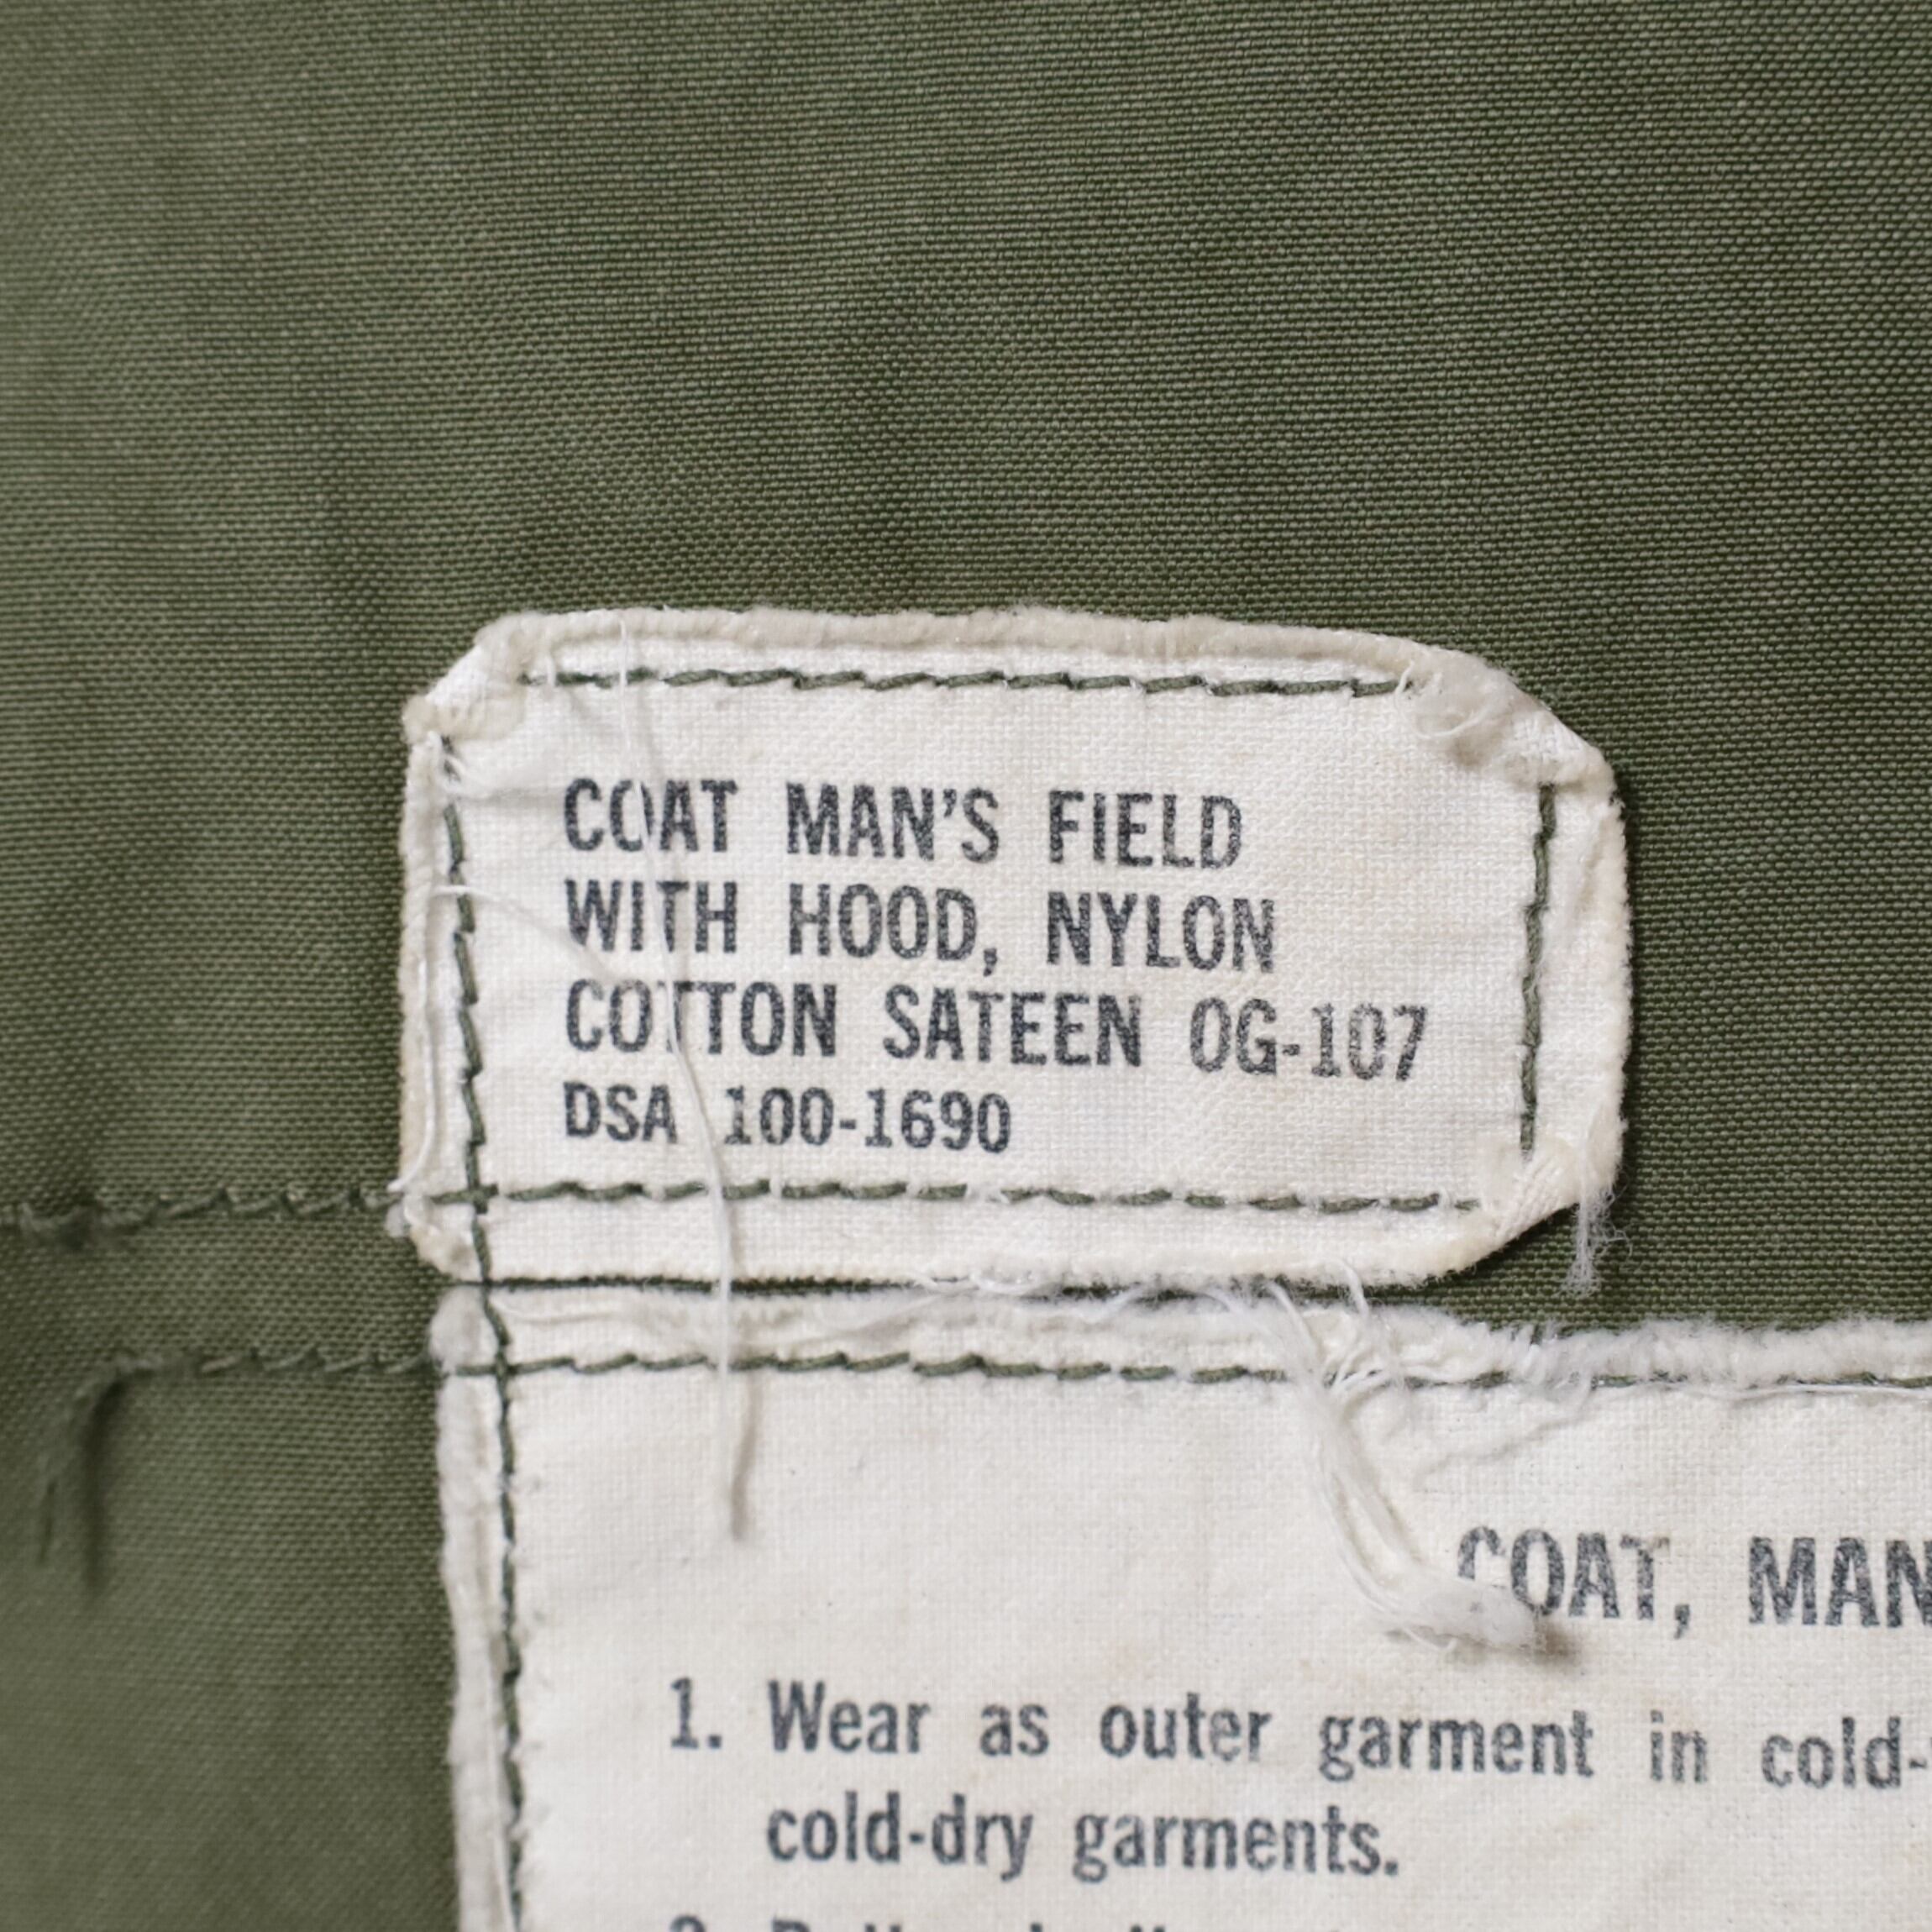 COAT MAN'S FIELD
WITH HOOD, NYLON
COTTON SATEEN OG-107
DSA 100-1690
COAT, MAN
1. Wear as outer garment in cold-
cold-dry garments.